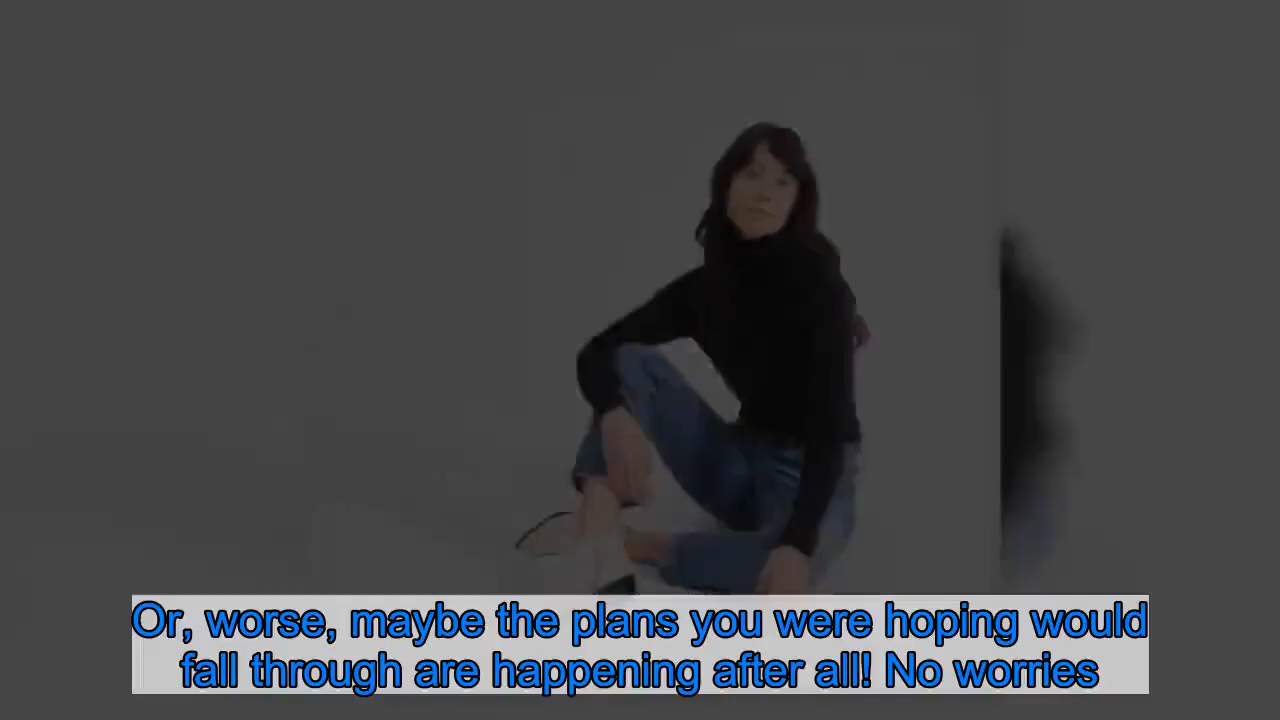 Or, worse, maybe the plans you were hoping would
fall through are happening after all! No worries